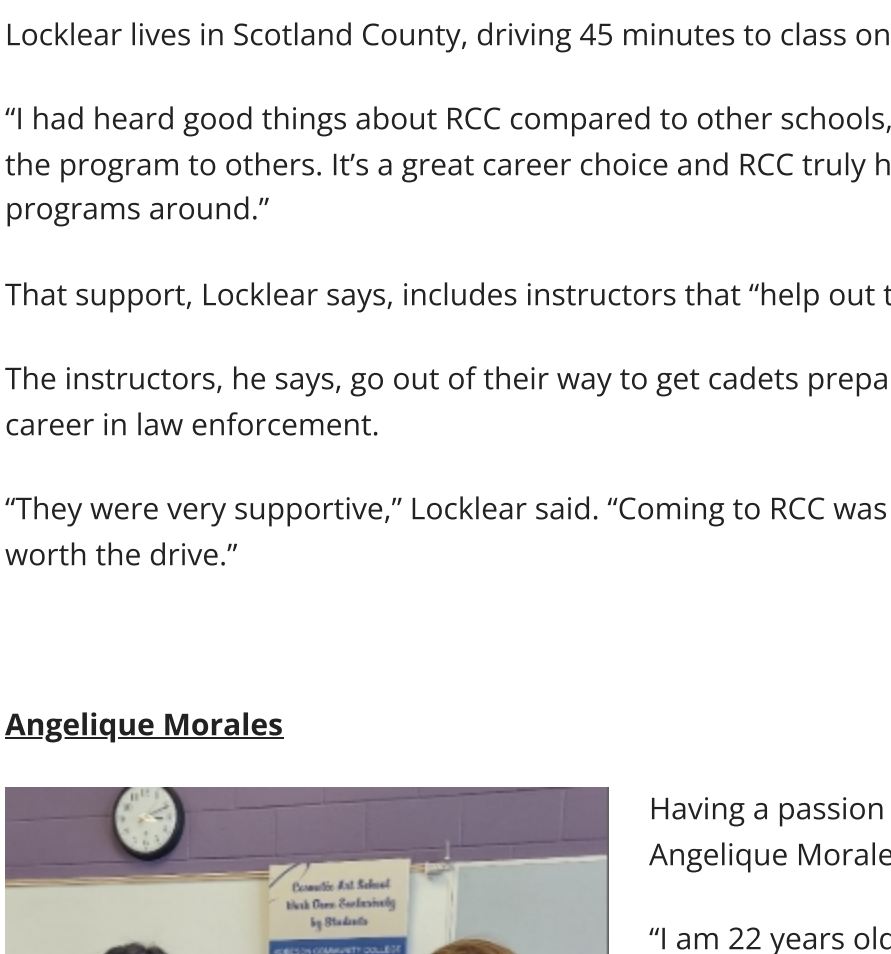 Locklear lives in Scotland County, driving 45 minutes to class on
“I had heard good things about RCC compared to other schools,
the program to others. It’s a great career choice and RCC truly h
programs around.”
That support, Locklear says, includes instructors that “help out t
The instructors, he says, go out of their way to get cadets prepa
career in law enforcement.
“They were very supportive,” Locklear said. “Coming to RCC was
worth the drive.”
Angelique Morales
Having a passion
Angelique Morale
“I am 22 years old
Cosmetic Art School
Work Done Exclusively
by Students
ROBESON COMMUNITY COLLEGE